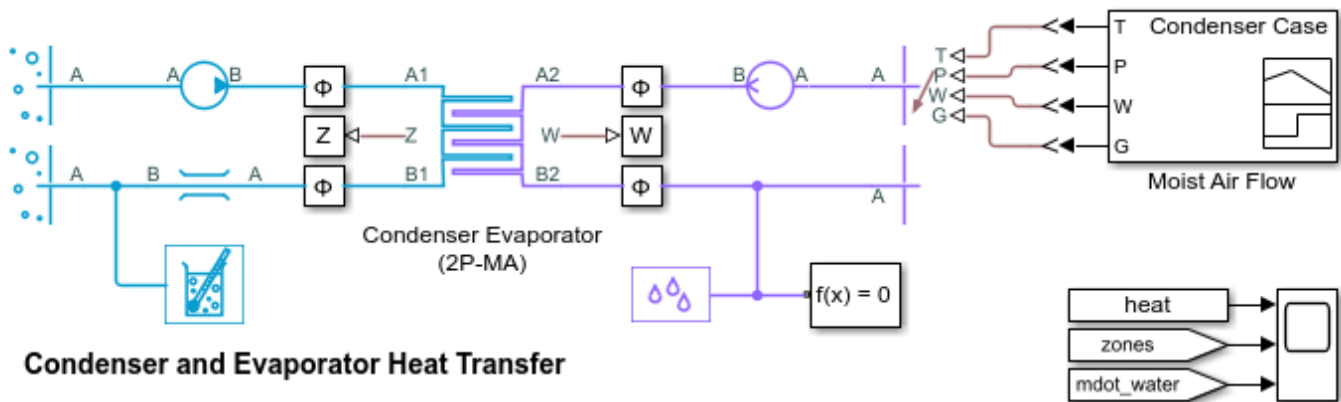 Condenser Case
T T
A A B Φ A1 A2 Φ B A A P P
W W
Z Z W W G G
A B A Φ B1 B2 Φ A
Moist Air Flow
Condenser Evaporator
(2P-MA)
f(x) = 0
heat
zones
mdot_water
Condenser and Evaporator Heat Transfer